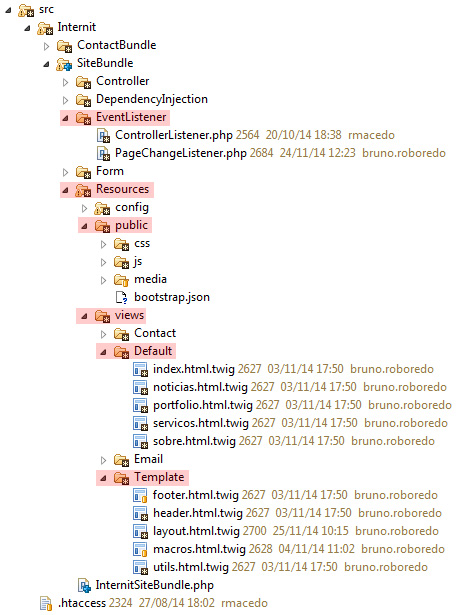 src
Internit
ContactBundle
SiteBundle
Controller
DependencyInjection
EventListener
ControllerListener.php 2564 20/10/14 18:38 rmacedo
PageChangeListener.php 2684 24/11/14 12:23 bruno.roboredo
Form
Resources
config
public
css
js
media
bootstrap.json
views
Contact
Default
index.html.twig 2627 03/11/14 17:50 bruno.roboredo
noticias.html.twig 2627 03/11/14 17:50 bruno.roboredo
portfolio.html.twig 2627 03/11/14 17:50 bruno.roboredo
servicos.html.twig 2627 03/11/14 17:50 bruno.roboredo
sobre.html.twig 2627 03/11/14 17:50 bruno.roboredo
Email
Template
footer.html.twig 2627 03/11/14 17:50 bruno.roboredo
header.html.twig 2627 03/11/14 17:50 bruno.roboredo
layout.html.twig 2700 25/11/14 10:15 bruno.roboredo
macros.html.twig 2628 04/11/14 11:02 bruno.roboredo
utils.html.twig 2627 03/11/14 17:50 bruno.roboredo
InternitSiteBundle.php
.htaccess 2324 27/08/14 18:02 rmacedo